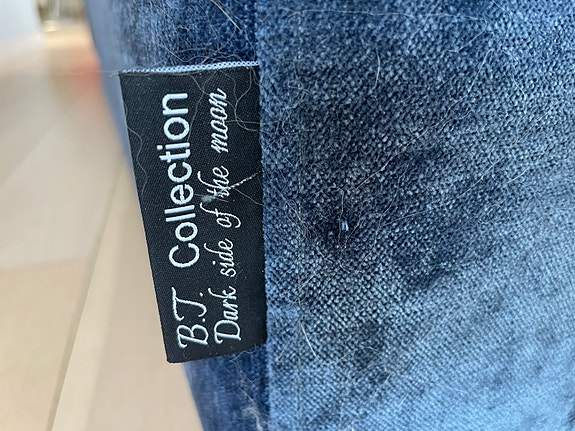 B.T. Collection
Dark side of the moon